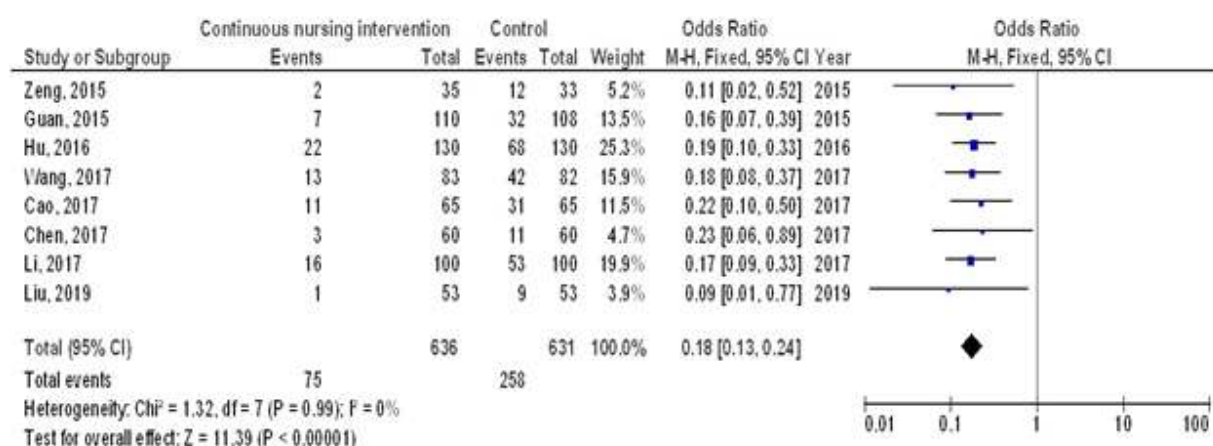 Continuous nursing intervention Control Odds Ratio Odds Ratio
Study or Subgroup Events Total Events Total Weight M-H, Fixed, 95% CI Year M-H, Fixed, 95% CI
Zeng, 2015 2 35 12 33 5.2% 0.11 [0.02, 0.52] 2015
Guan, 2015 7 110 32 108 13.5% 0.16 [0.07, 0.39] 2015
Hu, 2016 22 130 68 130 25.3% 0.19 [0.10, 0.33] 2016
Wang, 2017 13 83 42 82 15.9% 0.18 [0.08, 0.37] 2017
Cao, 2017 11 65 31 65 11.5% 0.22 [0.10, 0.50] 2017
Chen, 2017 3 60 11 60 4.7% 0.23 [0.06, 0.89] 2017
Li, 2017 16 100 53 100 19.9% 0.17 [0.09, 0.33] 2017
Liu, 2019 1 53 9 53 3.9% 0.09 [0.01, 0.77] 2019
Total (95% CI) 636 631 100.0% 0.18 [0.13, 0.24]
Total events 75 258
Heterogeneity: Chi² = 1.32, df = 7 (P = 0.99); I² = 0%
Test for overall effect: Z = 11.39 (P < 0.00001)
0.01 0.1 1 10 100